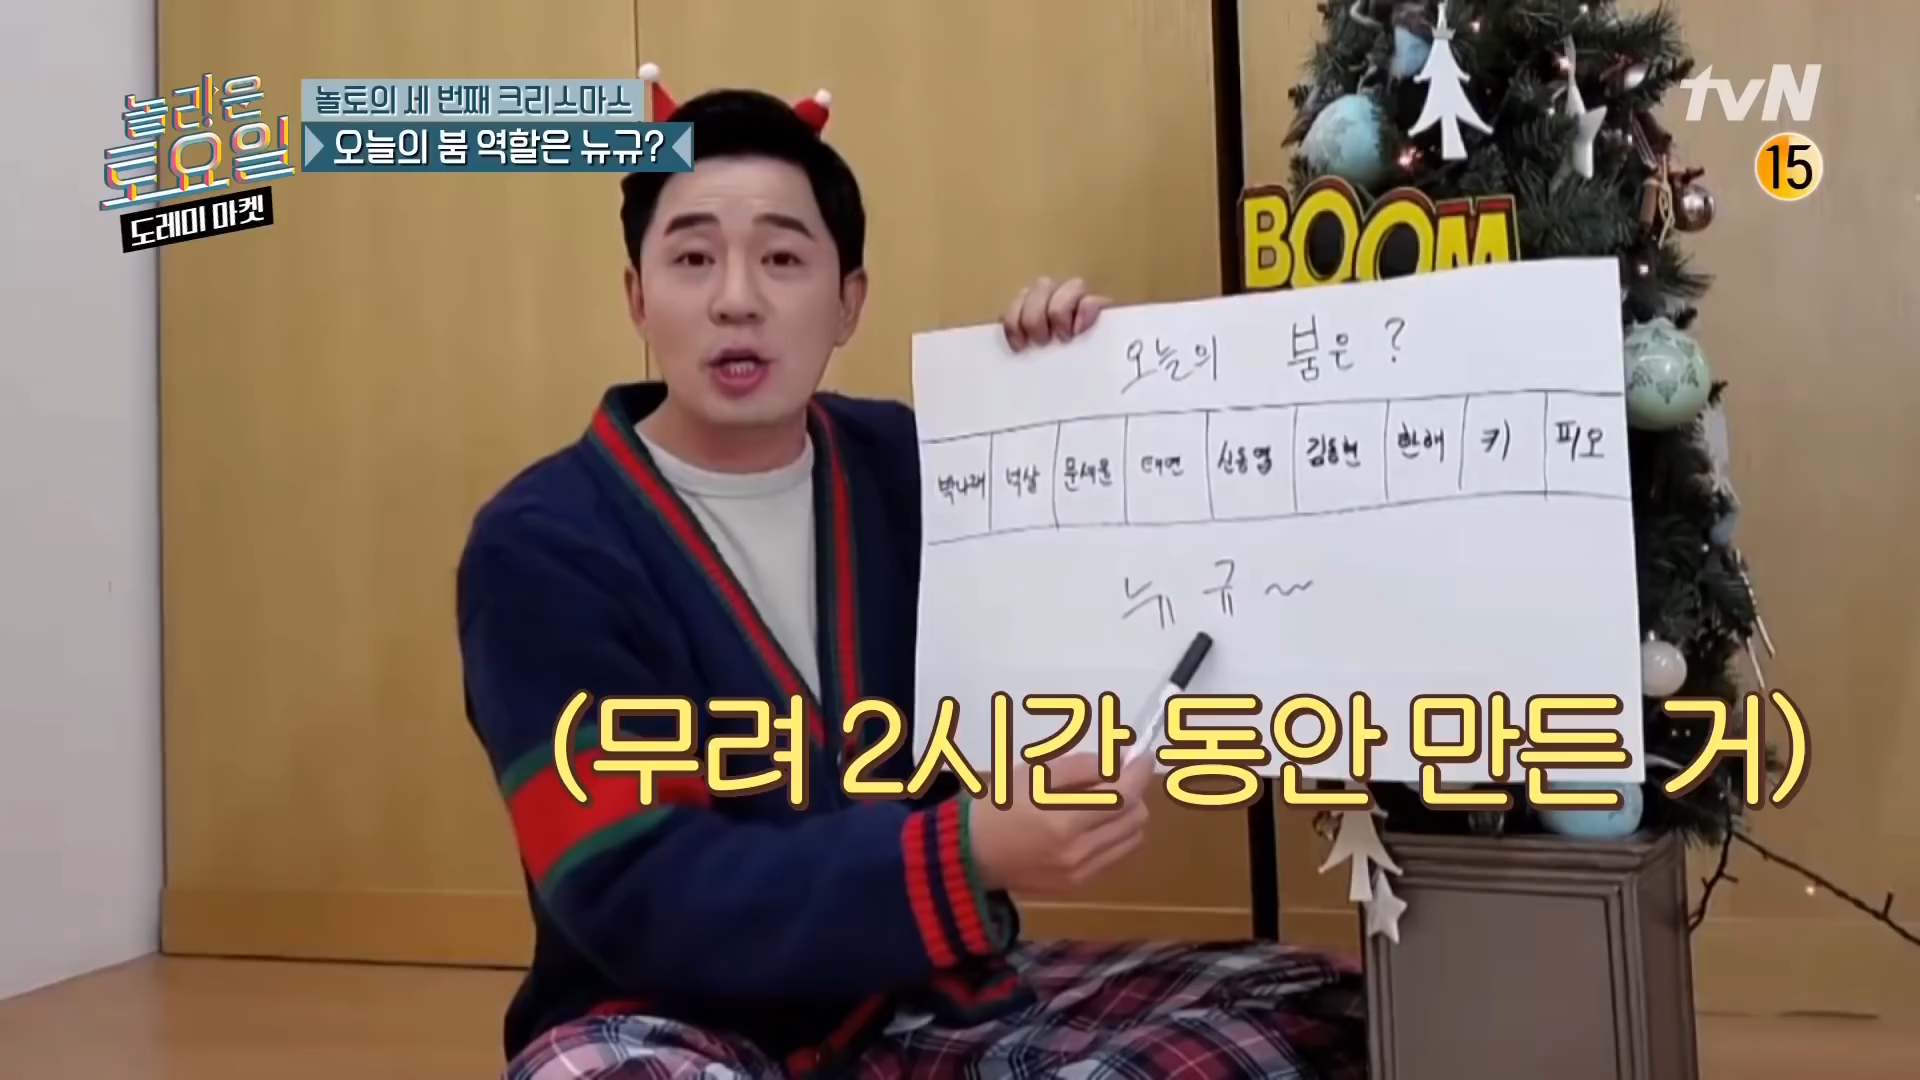 놀라운
토요일
도레미 마켓
놀토의 세 번째 크리스마스
오늘의 붐 역할은 뉴규?
tvN
15
BOOM
오늘의 붐은?
박나래 넉살 문세윤 태연 신동엽 김동현 한해 키 피오
뉴규~
(무려 2시간 동안 만든 거)